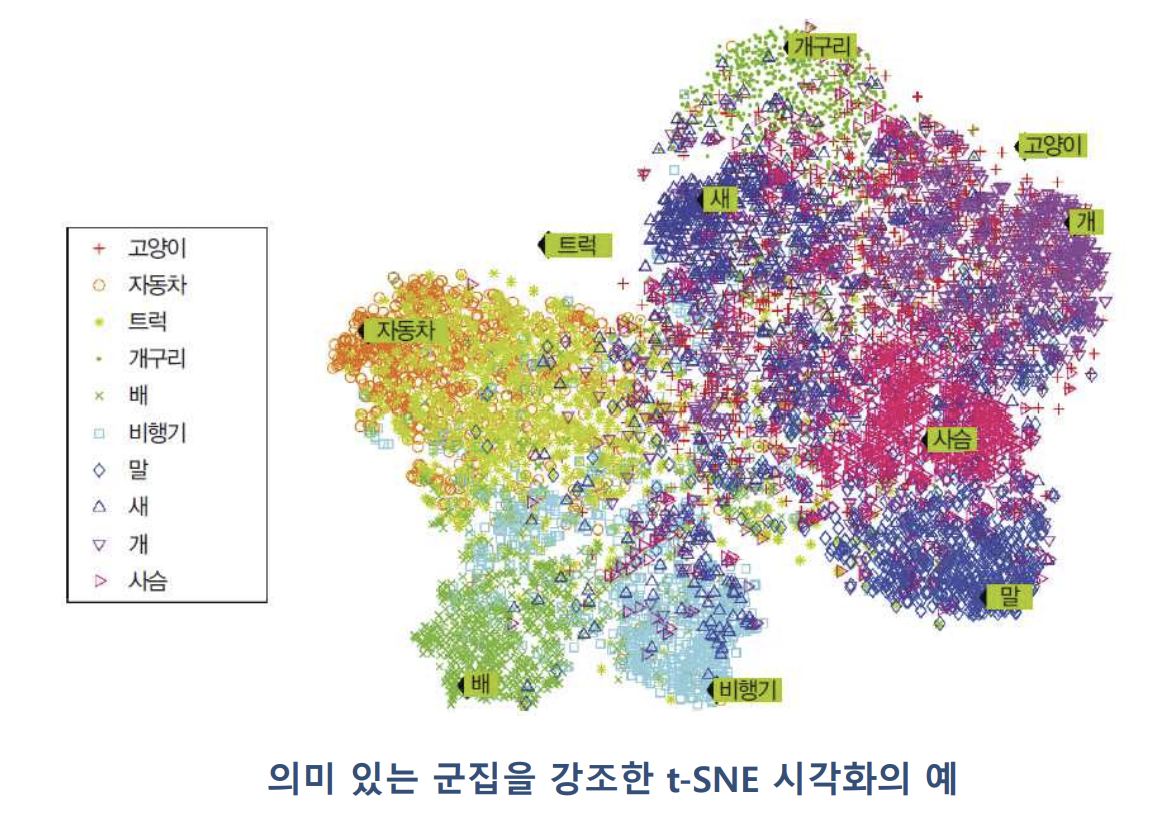 개구리
고양이
새
개
트럭
자동차
사슴
말
배
비행기
고양이
자동차
트럭
개구리
배
비행기
말
새
개
사슴
의미 있는 군집을 강조한 t-SNE 시각화의 예